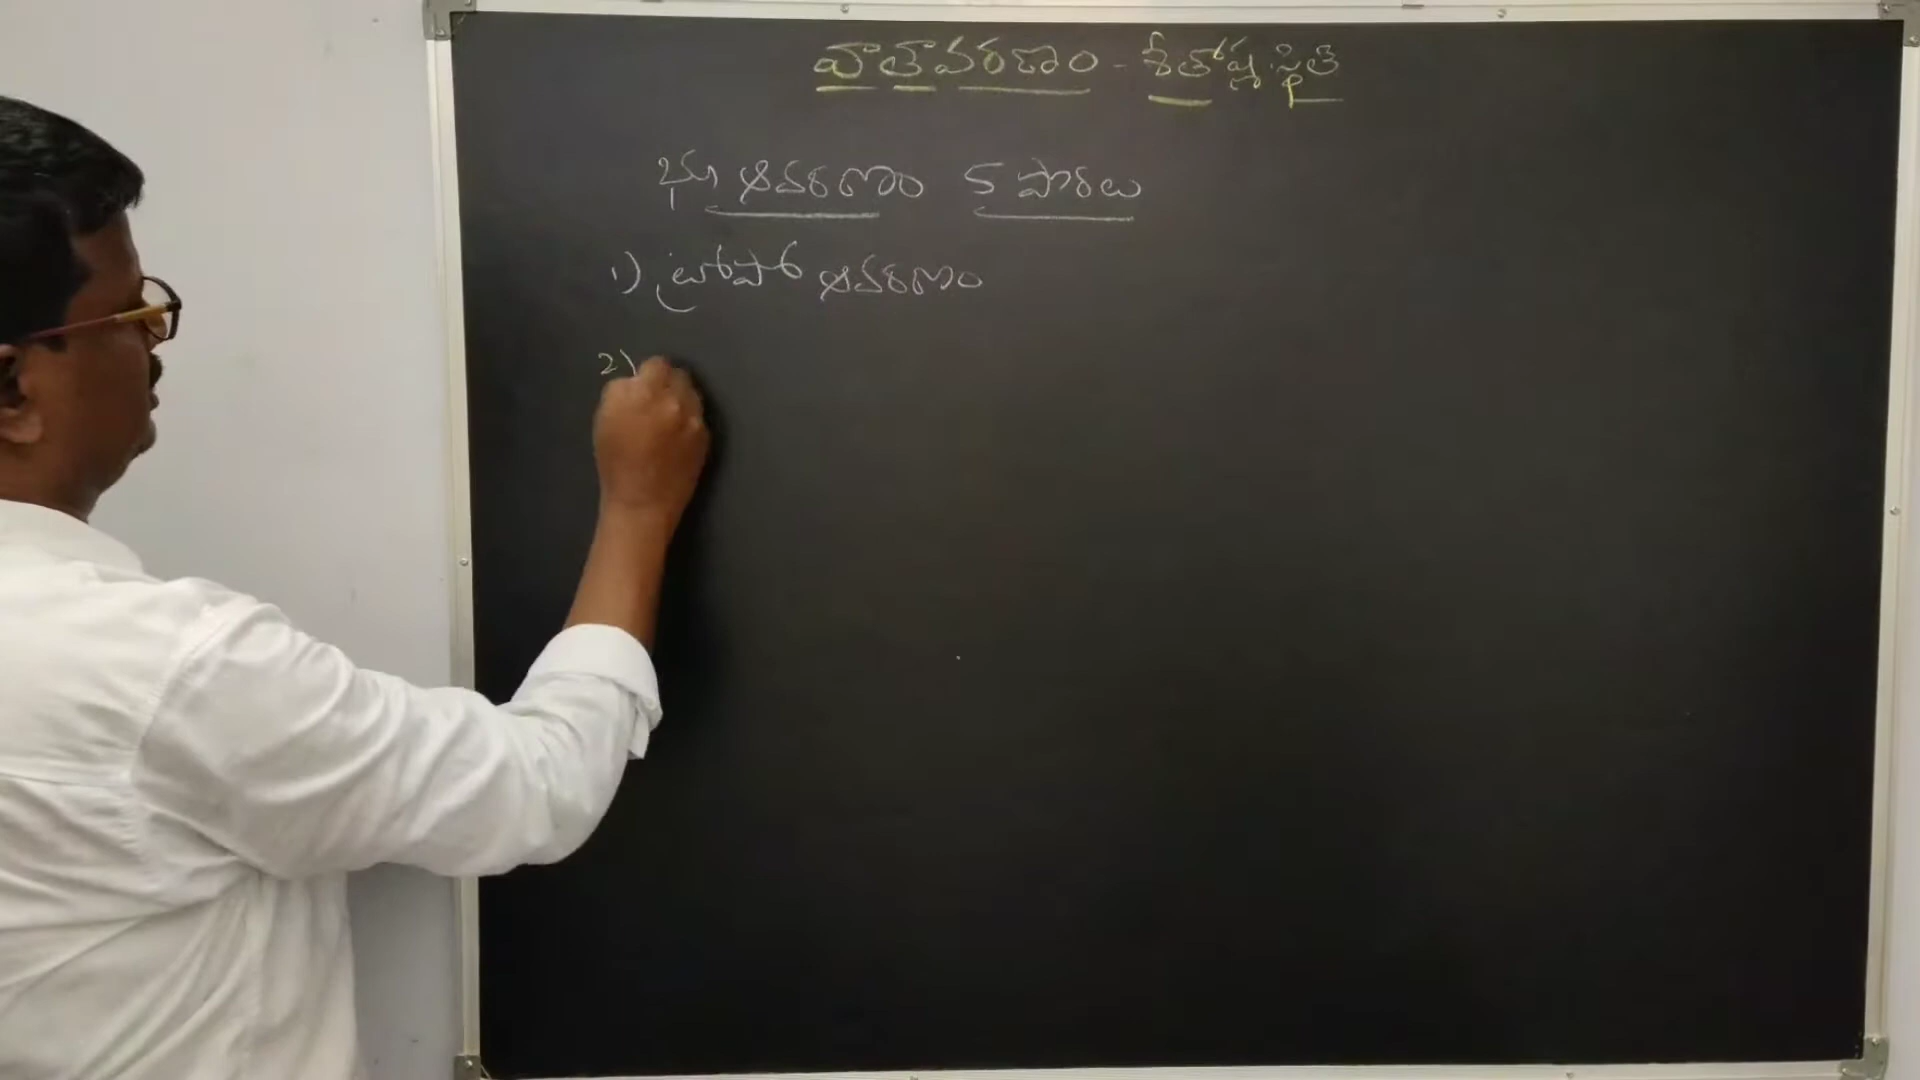 వాతావరణం - శీతోష్ణస్థితి
భూ ఆవరణం 5 పొరలు
1) ట్రోపో ఆవరణం
2)